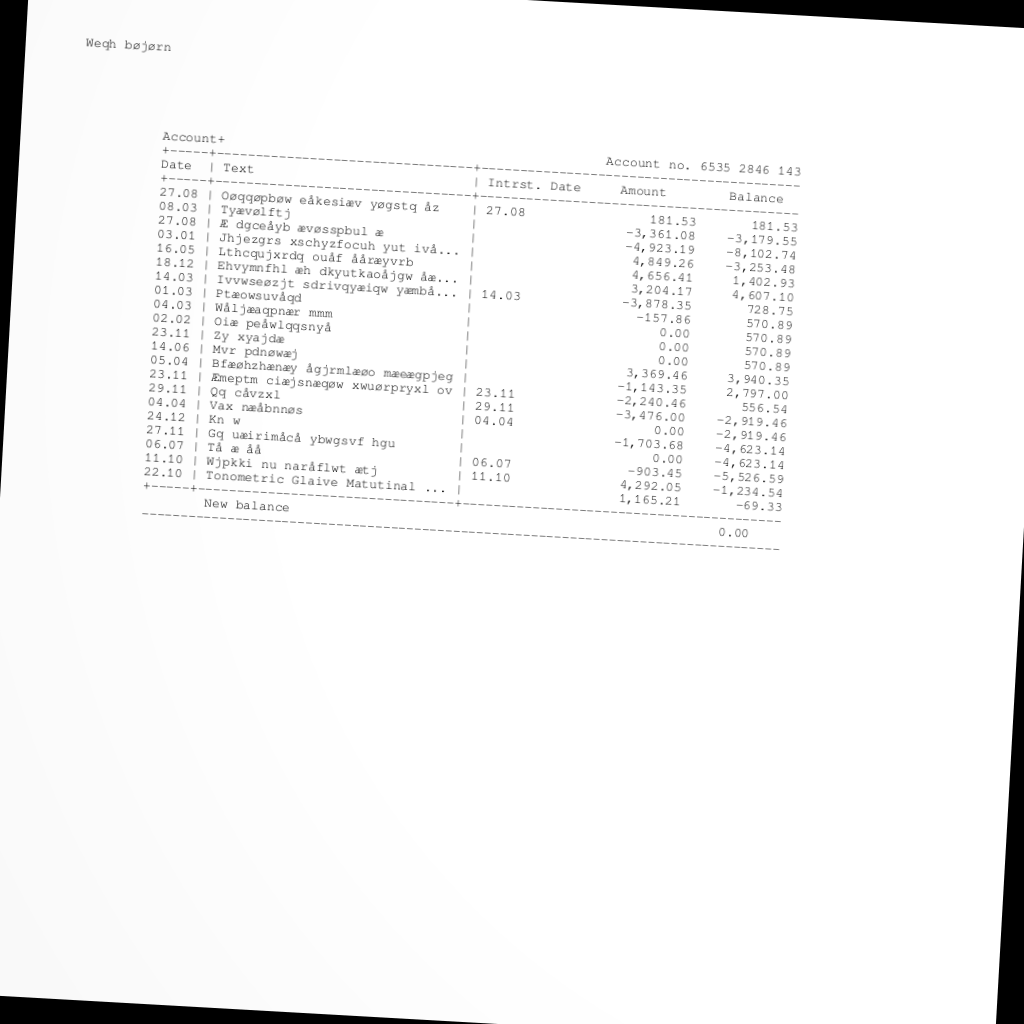 Weqh bøjørn
Account+ Account no. 6535 2846 143
+-----+---------------------------------+-----------------------------------------
Date | Text | Intrst. Date Amount Balance
+-----+---------------------------------+-----------------------------------------
27.08 | Oøqqøpbøw eåkesiæv yøgstq åz | 27.08 181.53 181.53
08.03 | Tyævølftj | -3,361.08 -3,179.55
27.08 | Æ dgceåyb ævøsspbul æ | -4,923.19 -8,102.74
03.01 | Jhjezgrs xschyzfocuh yut ivå... | 4,849.26 -3,253.48
16.05 | Lthcqujxrdq ouåf ååræyvrb | 4,656.41 1,402.93
18.12 | Ehvymnfhl æh dkyutkaoåjgw åæ... | 3,204.17 4,607.10
14.03 | Ivvwseøzjt sdrivqyæiqw yæmbå... | 14.03 -3,878.35 728.75
01.03 | Ptæowsuvåqd | -157.86 570.89
04.03 | Wåljæaqpnær mmm | 0.00 570.89
02.02 | Oiæ peåwlqqsnyå | 0.00 570.89
23.11 | Zy xyajdæ | 0.00 570.89
14.06 | Mvr pdnøwæj | 3,369.46 3,940.35
05.04 | Bfæøhzhænæy ågjrmlæøo mæeægpjeg | -1,143.35 2,797.00
23.11 | Æmeptm ciæjsnæqøw xwuørpryxl ov | 23.11 -2,240.46 556.54
29.11 | Qq cåvzxl | 29.11 -3,476.00 -2,919.46
04.04 | Vax næåbnnøs | 04.04 0.00 -2,919.46
24.12 | Kn w | -1,703.68 -4,623.14
27.11 | Gq uæirimåcå ybwgsvf hgu | 0.00 -4,623.14
06.07 | Tå æ åå | 06.07 -903.45 -5,526.59
11.10 | Wjpkki nu naråflwt ætj | 11.10 4,292.05 -1,234.54
22.10 | Tonometric Glaive Matutinal ... | 1,165.21 -69.33
+-----+---------------------------------+-----------------------------------------
New balance 0.00
----------------------------------------------------------------------------------